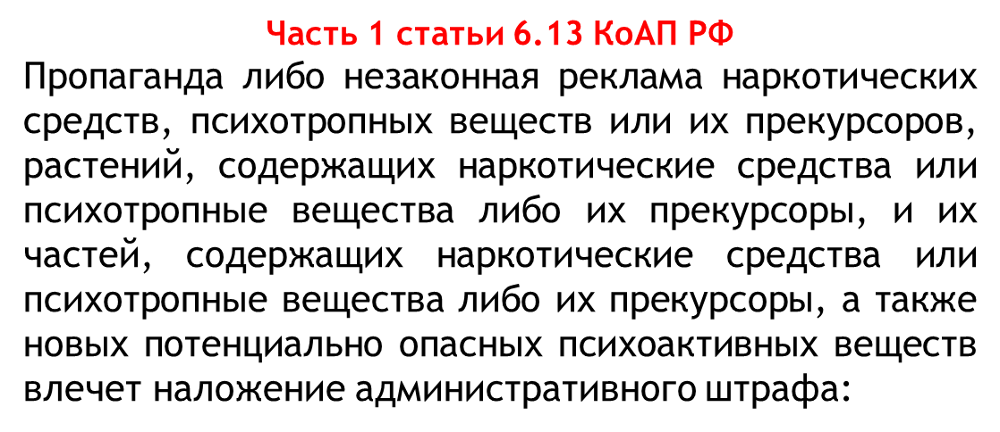 Часть 1 статьи 6.13 КоАП РФ
Пропаганда либо незаконная реклама наркотических
средств, психотропных веществ или их прекурсоров,
растений, содержащих наркотические средства или
психотропные вещества либо их прекурсоры, и их
частей, содержащих наркотические средства или
психотропные вещества либо их прекурсоры, а также
новых потенциально опасных психоактивных веществ
влечет наложение административного штрафа: